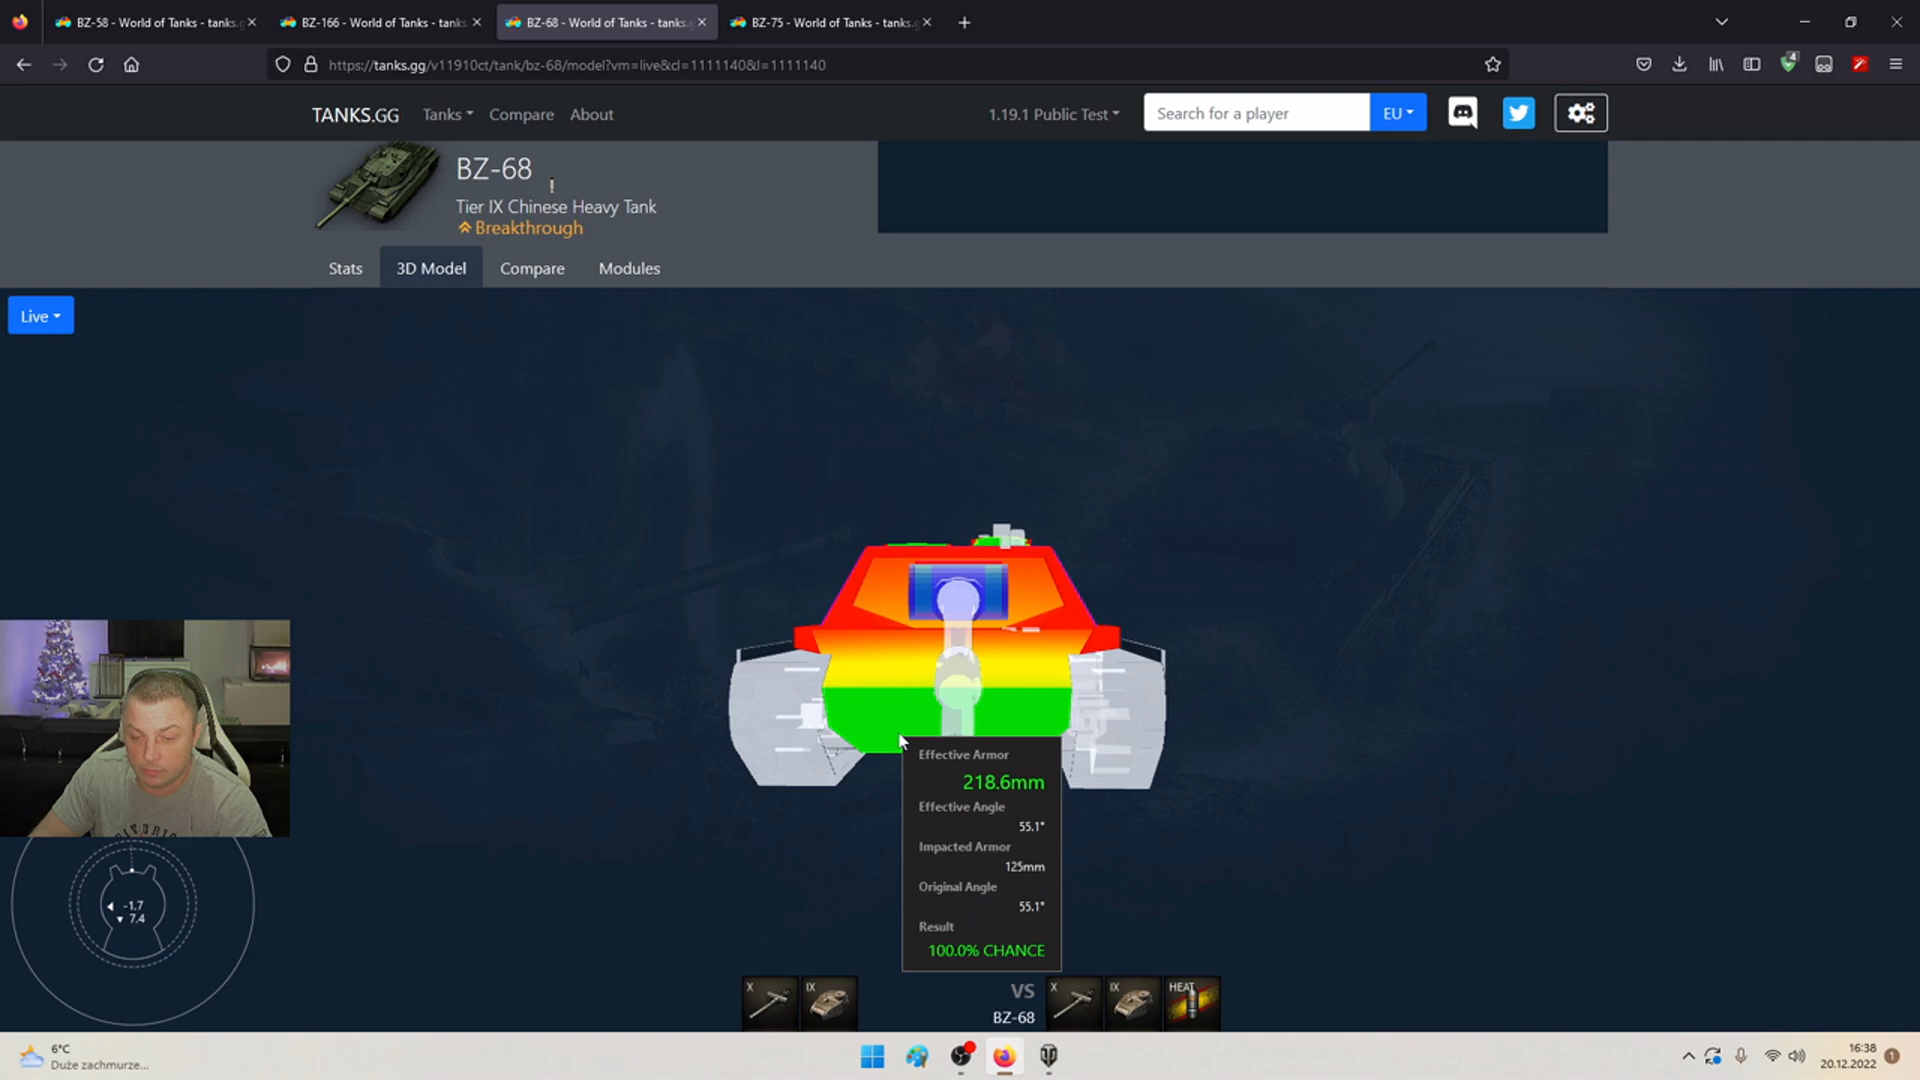 BZ-58 - World of Tanks - tanks.g
BZ-166 - World of Tanks - tanks
BZ-68 - World of Tanks - tanks.g
BZ-75 - World of Tanks - tanks.g
https://tanks.gg/v11910ct/tank/bz-68/model?vm=live&cl=1111140&l=1111140
4
TANKS.GG
Tanks
Compare
About
1.19.1 Public Test
Search for a player
EU
BZ-68
Tier IX Chinese Heavy Tank
Breakthrough
Stats
3D Model
Compare
Modules
Live
Effective Armor
218.6mm
Effective Angle
55.1°
Impacted Armor
125mm
Original Angle
55.1°
Result
100.0% CHANCE
-1.7
7.4
X
IX
VS
BZ-68
X
IX
HEAT
6°C
Duże zachmurze...
16:38
20.12.2022
1